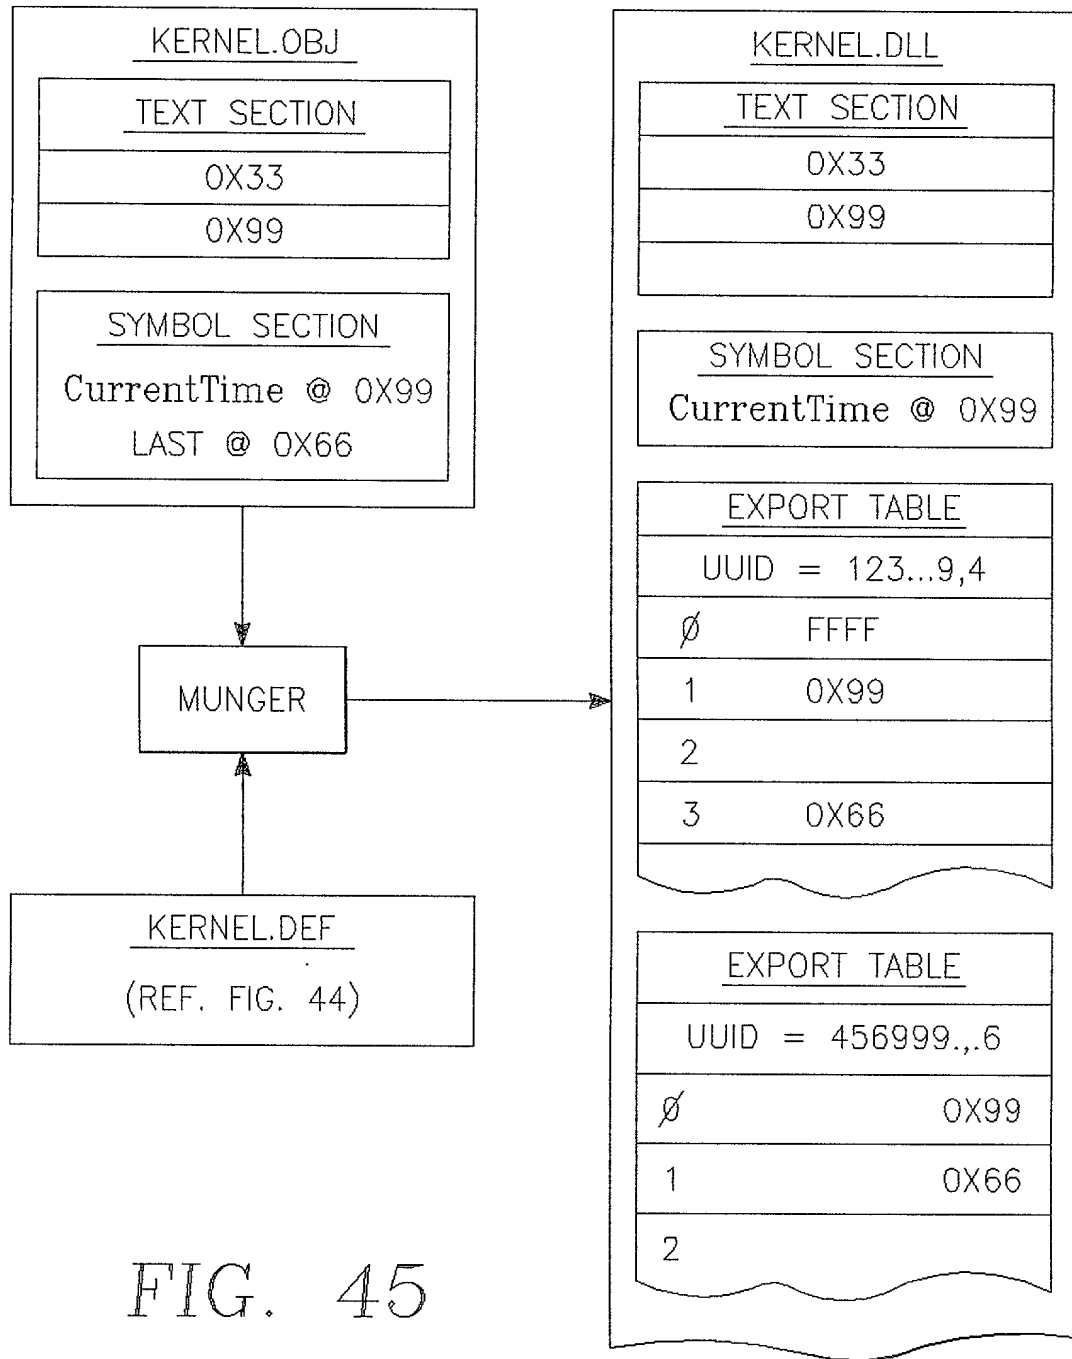 KERNEL.OBJ
TEXT SECTION
0X33
0X99
SYMBOL SECTION
CurrentTime @ 0X99
LAST @ 0X66
MUNGER
KERNEL.DEF
(REF. FIG. 44)
KERNEL.DLL
TEXT SECTION
0X33
0X99
SYMBOL SECTION
CurrentTime @ 0X99
EXPORT TABLE
UUID = 123...9,4
Ø FFFF
1 0X99
2
3 0X66
EXPORT TABLE
UUID = 456999.,.6
Ø 0X99
1 0X66
2
FIG. 45